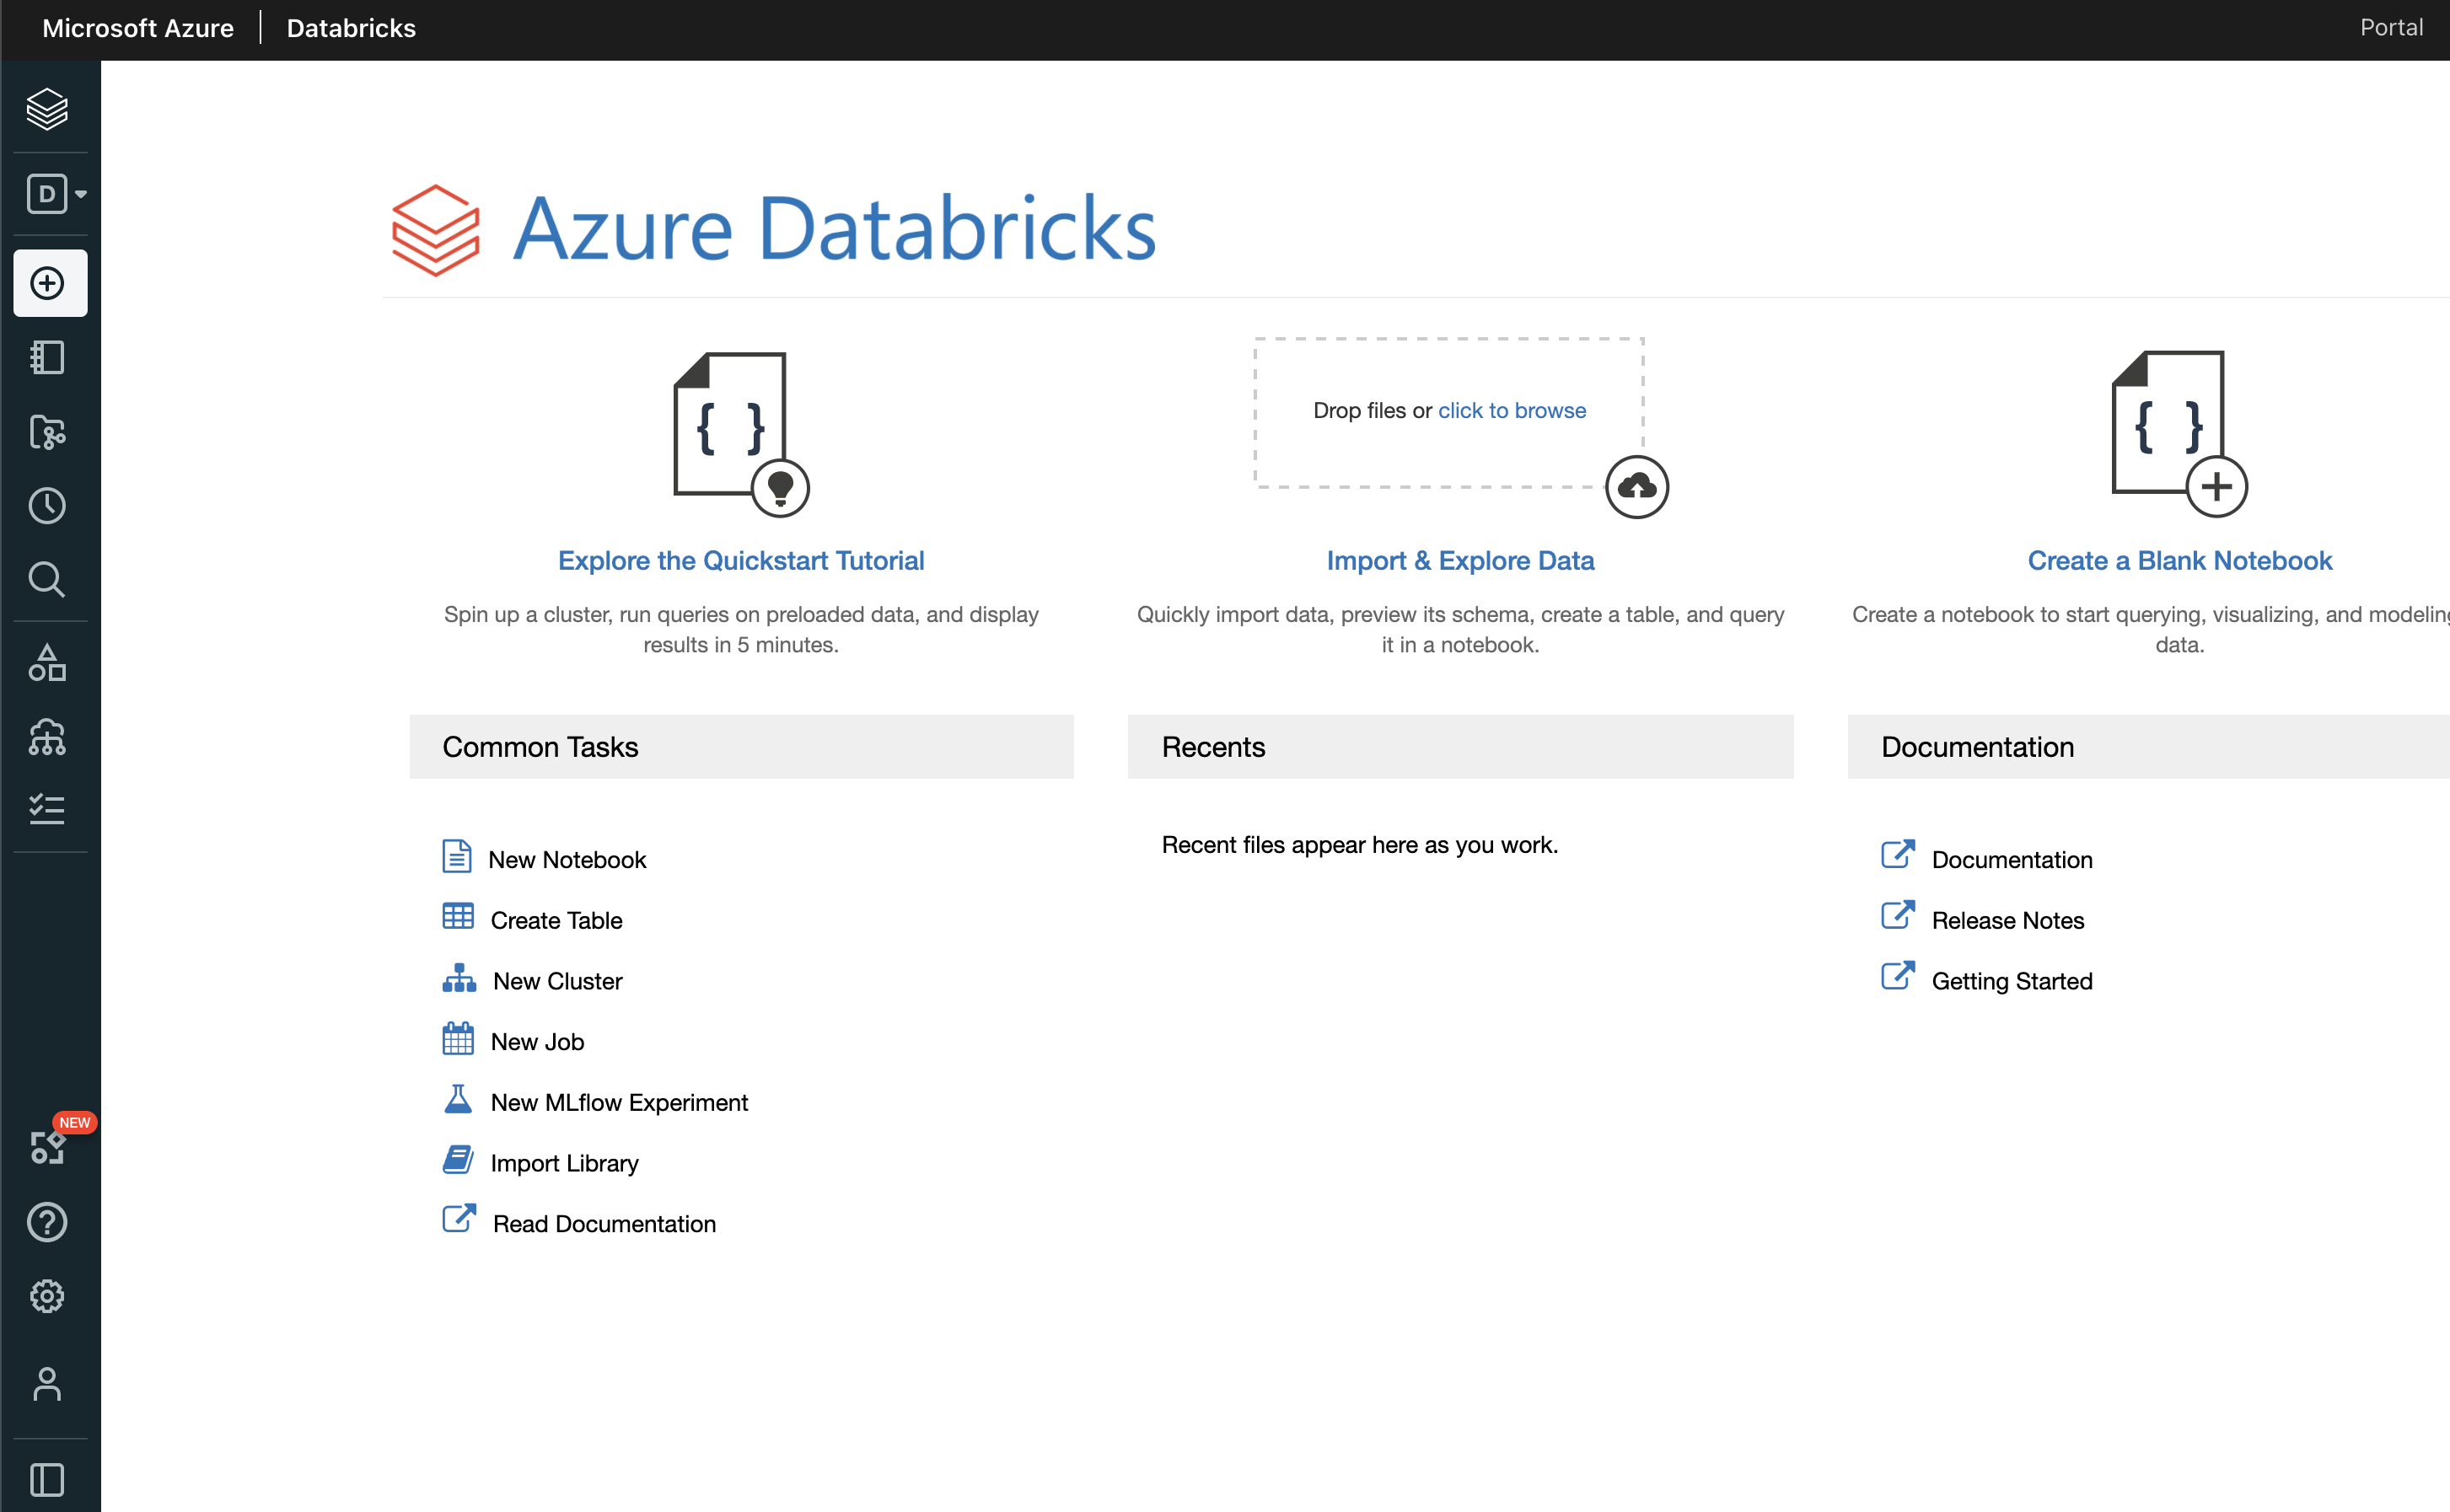 Microsoft Azure | Databricks
Portal
D
Azure Databricks
{ }
Drop files or click to browse
{ }
Explore the Quickstart Tutorial
Spin up a cluster, run queries on preloaded data, and display
results in 5 minutes.
Import & Explore Data
Quickly import data, preview its schema, create a table, and query
it in a notebook.
Create a Blank Notebook
Create a notebook to start querying, visualizing, and modeling
data.
Common Tasks
New Notebook
Create Table
New Cluster
New Job
New MLflow Experiment
Import Library
Read Documentation
Recents
Recent files appear here as you work.
Documentation
Documentation
Release Notes
Getting Started
NEW
?